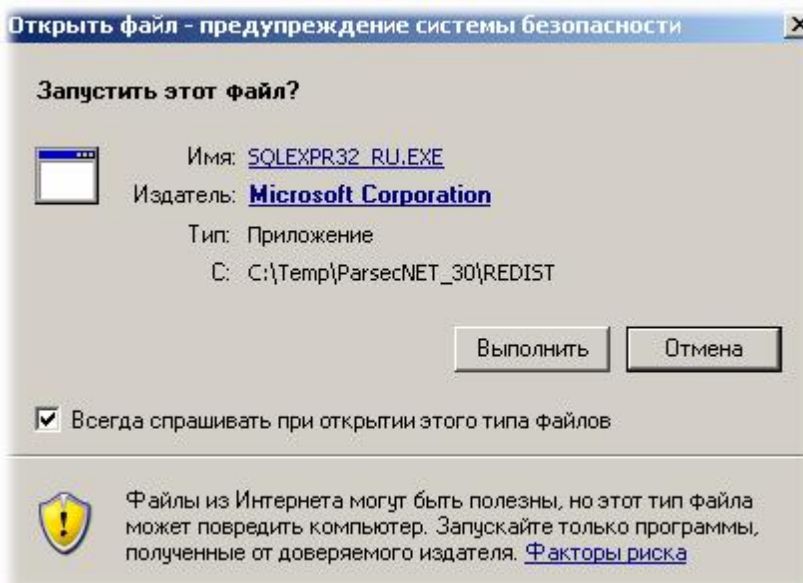 Открыть файл - предупреждение системы безопасности
Запустить этот файл?
Имя: SQLEXPR32_RU.EXE
Издатель: Microsoft Corporation
Тип: Приложение
С: C:\Temp\ParsecNET_30\REDIST
Выполнить Отмена
Всегда спрашивать при открытии этого типа файлов
Файлы из Интернета могут быть полезны, но этот тип файла
может повредить компьютер. Запускайте только программы,
полученные от доверяемого издателя. Факторы риска